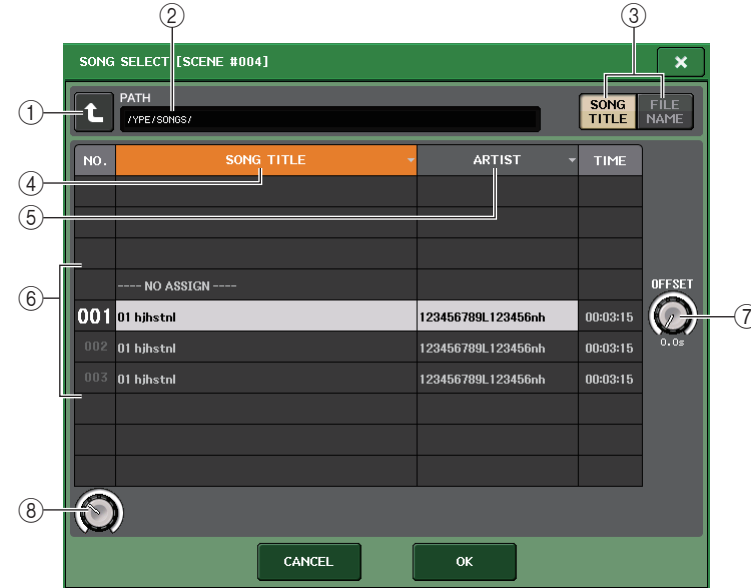 ② ③
SONG SELECT [SCENE #004]
①
PATH
/YPE/SONGS/
SONG TITLE
FILE NAME
NO. SONG TITLE ARTIST TIME
④
⑤
⑥
---- NO ASSIGN ----
OFFSET
001 01 hjhstnl 123456789L123456nh 00:03:15
⑦
0.0s
002 01 hjhstnl 123456789L123456nh 00:03:15
003 01 hjhstnl 123456789L123456nh 00:03:15
⑧
CANCEL OK